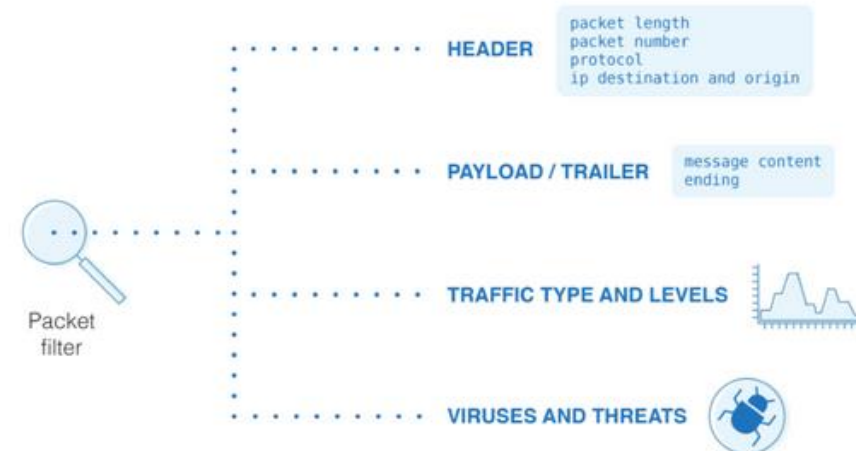 packet length
packet number
protocol
ip destination and origin
HEADER
message content
ending
PAYLOAD / TRAILER
TRAFFIC TYPE AND LEVELS
Packet
filter
VIRUSES AND THREATS